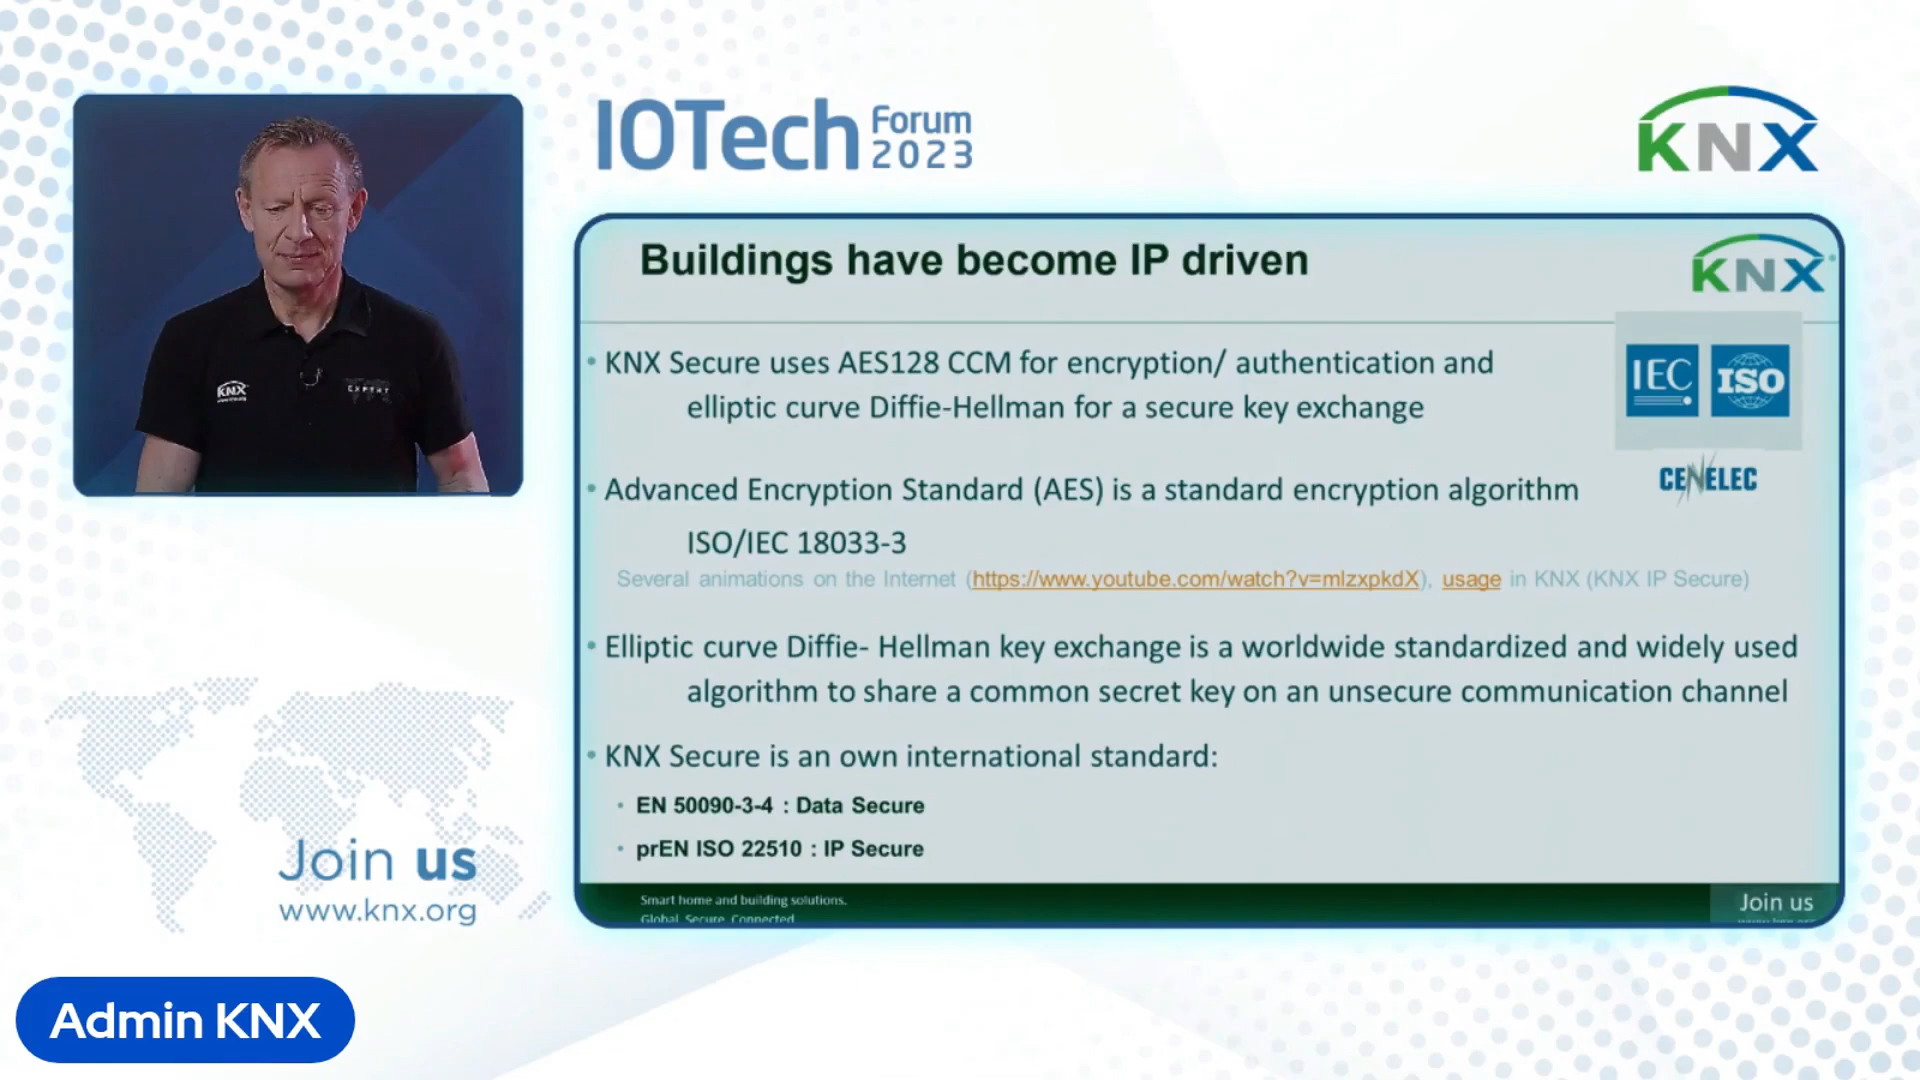 IOTech Forum 2023
KNX
Buildings have become IP driven
KNX
• KNX Secure uses AES128 CCM for encryption/ authentication and
elliptic curve Diffie-Hellman for a secure key exchange
IEC ISO
CENELEC
• Advanced Encryption Standard (AES) is a standard encryption algorithm
ISO/IEC 18033-3
Several animations on the Internet (https://www.youtube.com/watch?v=mlzxpkdX), usage in KNX (KNX IP Secure)
• Elliptic curve Diffie- Hellman key exchange is a worldwide standardized and widely used
algorithm to share a common secret key on an unsecure communication channel
• KNX Secure is an own international standard:
• EN 50090-3-4 : Data Secure
• prEN ISO 22510 : IP Secure
Smart home and building solutions.
Global. Secure. Connected.
Join us
KNX
EXPERT
Join us
www.knx.org
Admin KNX